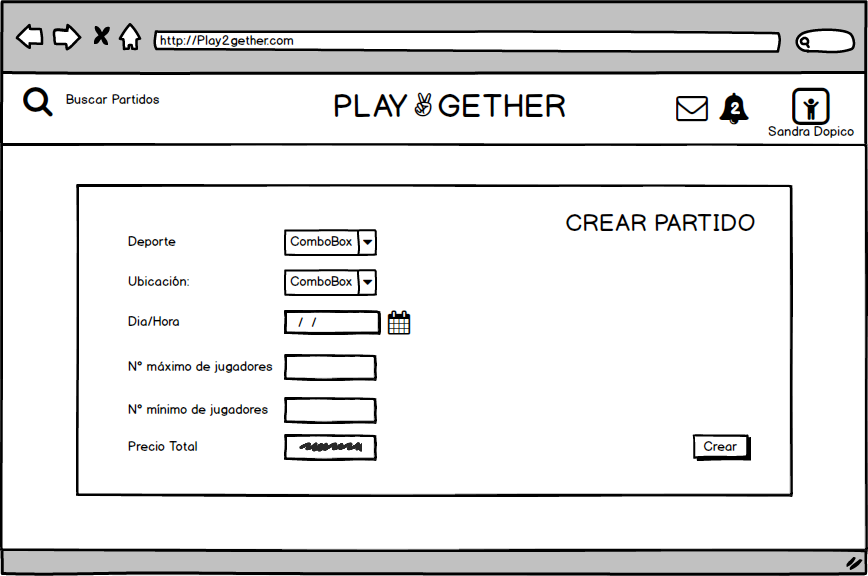 http://Play2gether.com
Buscar Partidos
PLAY GETHER
2
Sandra Dopico
CREAR PARTIDO
Deporte
ComboBox
Ubicación:
ComboBox
Dia/Hora
/ /
Nº máximo de jugadores
Nº mínimo de jugadores
Precio Total
Crear